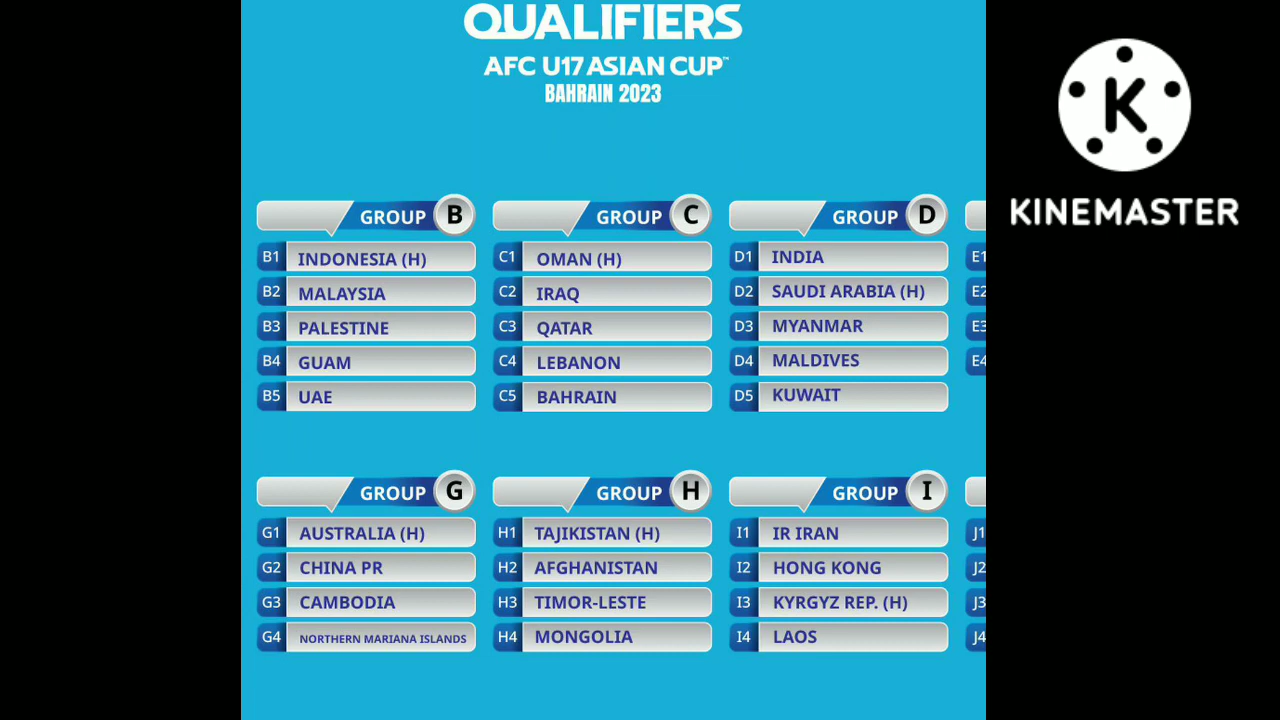 QUALIFIERS
AFC U17 ASIAN CUP™
BAHRAIN 2023
K
KINEMASTER
GROUP B
B1 INDONESIA (H)
B2 MALAYSIA
B3 PALESTINE
B4 GUAM
B5 UAE
GROUP C
C1 OMAN (H)
C2 IRAQ
C3 QATAR
C4 LEBANON
C5 BAHRAIN
GROUP D
D1 INDIA
D2 SAUDI ARABIA (H)
D3 MYANMAR
D4 MALDIVES
D5 KUWAIT
E1
E2
E3
E4
GROUP G
G1 AUSTRALIA (H)
G2 CHINA PR
G3 CAMBODIA
G4 NORTHERN MARIANA ISLANDS
GROUP H
H1 TAJIKISTAN (H)
H2 AFGHANISTAN
H3 TIMOR-LESTE
H4 MONGOLIA
GROUP I
I1 IR IRAN
I2 HONG KONG
I3 KYRGYZ REP. (H)
I4 LAOS
J1
J2
J3
J4